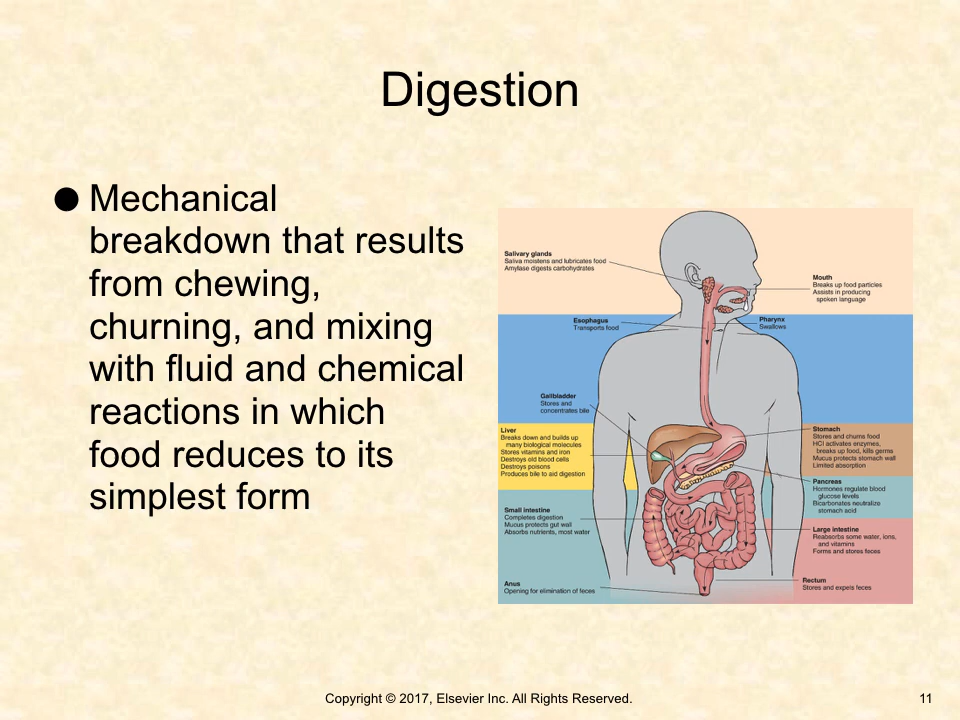 Digestion
● Mechanical
breakdown that results
from chewing,
churning, and mixing
with fluid and chemical
reactions in which
food reduces to its
simplest form
Salivary glands
Saliva moistens and lubricates food
Amylase digests carbohydrates
Mouth
Breaks up food particles
Assists in producing
spoken language
Esophagus
Transports food
Pharynx
Swallows
Gallbladder
Stores and
concentrates bile
Liver
Breaks down and builds up
many biological molecules
Stores vitamins and iron
Destroys old blood cells
Destroys poisons
Produces bile to aid digestion
Stomach
Stores and churns food
HCl activates enzymes,
breaks up food, kills germs
Mucus protects stomach wall
Limited absorption
Pancreas
Hormones regulate blood
glucose levels
Bicarbonates neutralize
stomach acid
Small intestine
Completes digestion
Mucus protects gut wall
Absorbs nutrients, most water
Large intestine
Reabsorbs some water, ions,
and vitamins
Forms and stores feces
Anus
Opening for elimination of feces
Rectum
Stores and expels feces
Copyright © 2017, Elsevier Inc. All Rights Reserved.
11